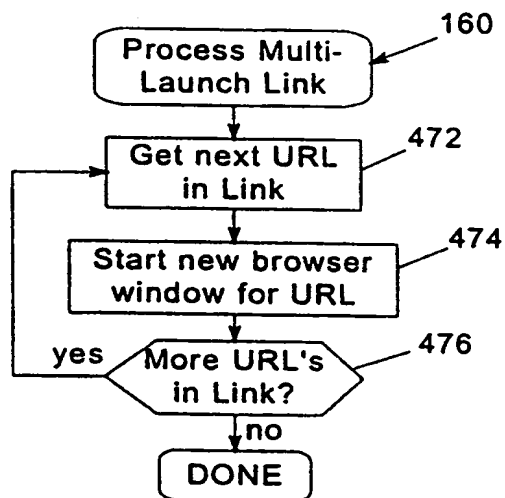 160
Process Multi-
Launch Link
472
Get next URL
in Link
474
Start new browser
window for URL
476
yes
More URL's
in Link?
no
DONE